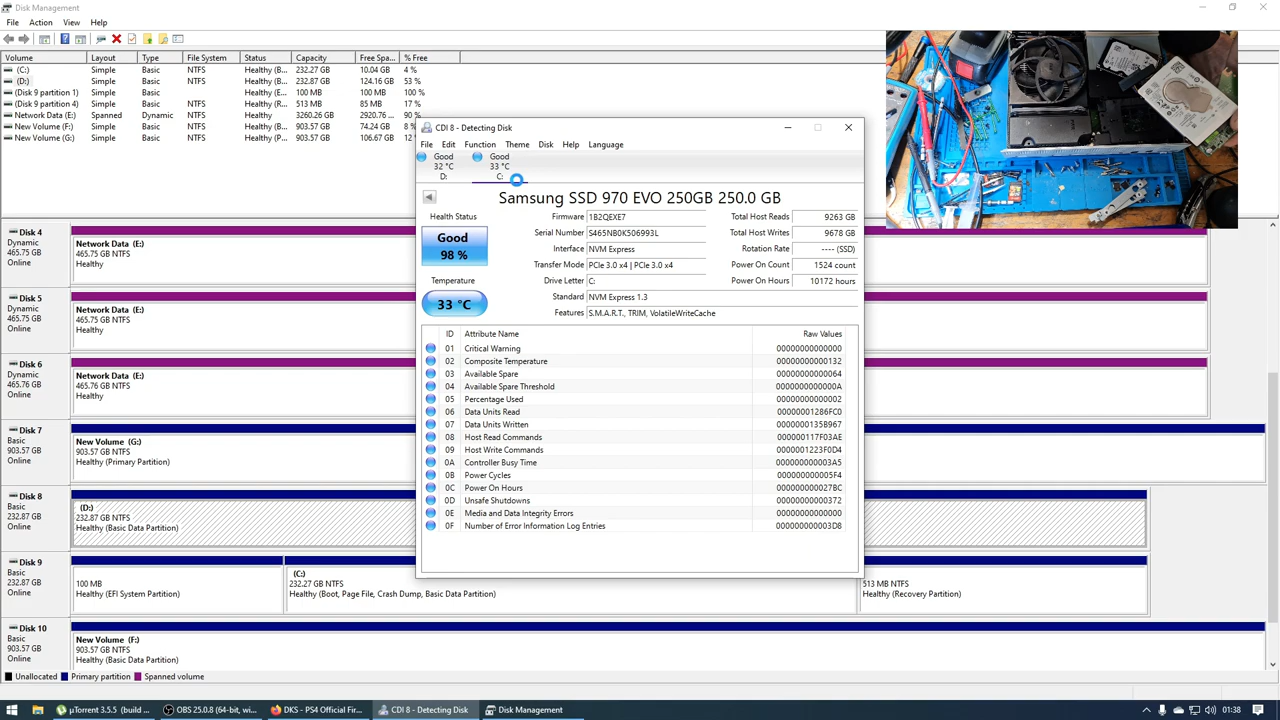 Disk Management
File Action View Help
Volume Layout Type File System Status Capacity Free Spa... % Free
(C:) Simple Basic NTFS Healthy (B... 232.27 GB 10.04 GB 4 %
(D:) Simple Basic NTFS Healthy (B... 232.87 GB 124.16 GB 53 %
(Disk 9 partition 1) Simple Basic Healthy (E... 100 MB 100 MB 100 %
(Disk 9 partition 4) Simple Basic NTFS Healthy (... 513 MB 85 MB 17 %
Network Data (E:) Spanned Dynamic NTFS Healthy 3260.26 GB 2920.76 ... 90 %
New Volume (F:) Simple Basic NTFS Healthy (B... 903.57 GB 74.24 GB 8 %
New Volume (G:) Simple Basic NTFS Healthy (... 903.57 GB 106.67 GB 12 %
CDI 8 - Detecting Disk
File Edit Function Theme Disk Help Language
Good Good
32 °C 33 °C
D: C:
Samsung SSD 970 EVO 250GB 250.0 GB
Health Status Firmware 1B2QEXE7 Total Host Reads 9263 GB
Good Serial Number S465NB0K506993L Total Host Writes 9678 GB
98 % Interface NVM Express Rotation Rate ---- (SSD)
Transfer Mode PCIe 3.0 x4 | PCIe 3.0 x4 Power On Count 1524 count
Temperature Drive Letter C: Power On Hours 10172 hours
33 °C Standard NVM Express 1.3
Features S.M.A.R.T., TRIM, VolatileWriteCache
ID Attribute Name Raw Values
01 Critical Warning 00000000000000
02 Composite Temperature 00000000000132
03 Available Spare 00000000000064
04 Available Spare Threshold 0000000000000A
05 Percentage Used 00000000000002
06 Data Units Read 00000001286FC0
07 Data Units Written 0000000135B967
08 Host Read Commands 0000000117F03AE
09 Host Write Commands 000000001223F0D4
0A Controller Busy Time 000000000003A5
0B Power Cycles 000000000005F4
0C Power On Hours 000000000027BC
0D Unsafe Shutdowns 00000000000372
0E Media and Data Integrity Errors 00000000000000
0F Number of Error Information Log Entries 000000000003D8
Disk 4
Dynamic
465.75 GB
Online
Network Data (E:)
465.75 GB NTFS
Healthy
Disk 5
Dynamic
465.75 GB
Online
Network Data (E:)
465.75 GB NTFS
Healthy
Disk 6
Dynamic
465.76 GB
Online
Network Data (E:)
465.76 GB NTFS
Healthy
Disk 7
Basic
903.57 GB
Online
New Volume (G:)
903.57 GB NTFS
Healthy (Primary Partition)
Disk 8
Basic
232.87 GB
Online
(D:)
232.87 GB NTFS
Healthy (Basic Data Partition)
Disk 9
Basic
232.87 GB
Online
100 MB
Healthy (EFI System Partition)
(C:)
232.27 GB NTFS
Healthy (Boot, Page File, Crash Dump, Basic Data Partition)
513 MB NTFS
Healthy (Recovery Partition)
Disk 10
Basic
903.57 GB
Online
New Volume (F:)
903.57 GB NTFS
Healthy (Basic Data Partition)
Unallocated Primary partition Spanned volume
µTorrent 3.5.5 (build ... OBS 25.0.8 (64-bit, wi... DKS - PS4 Official Fir... CDI 8 - Detecting Disk Disk Management 01:38